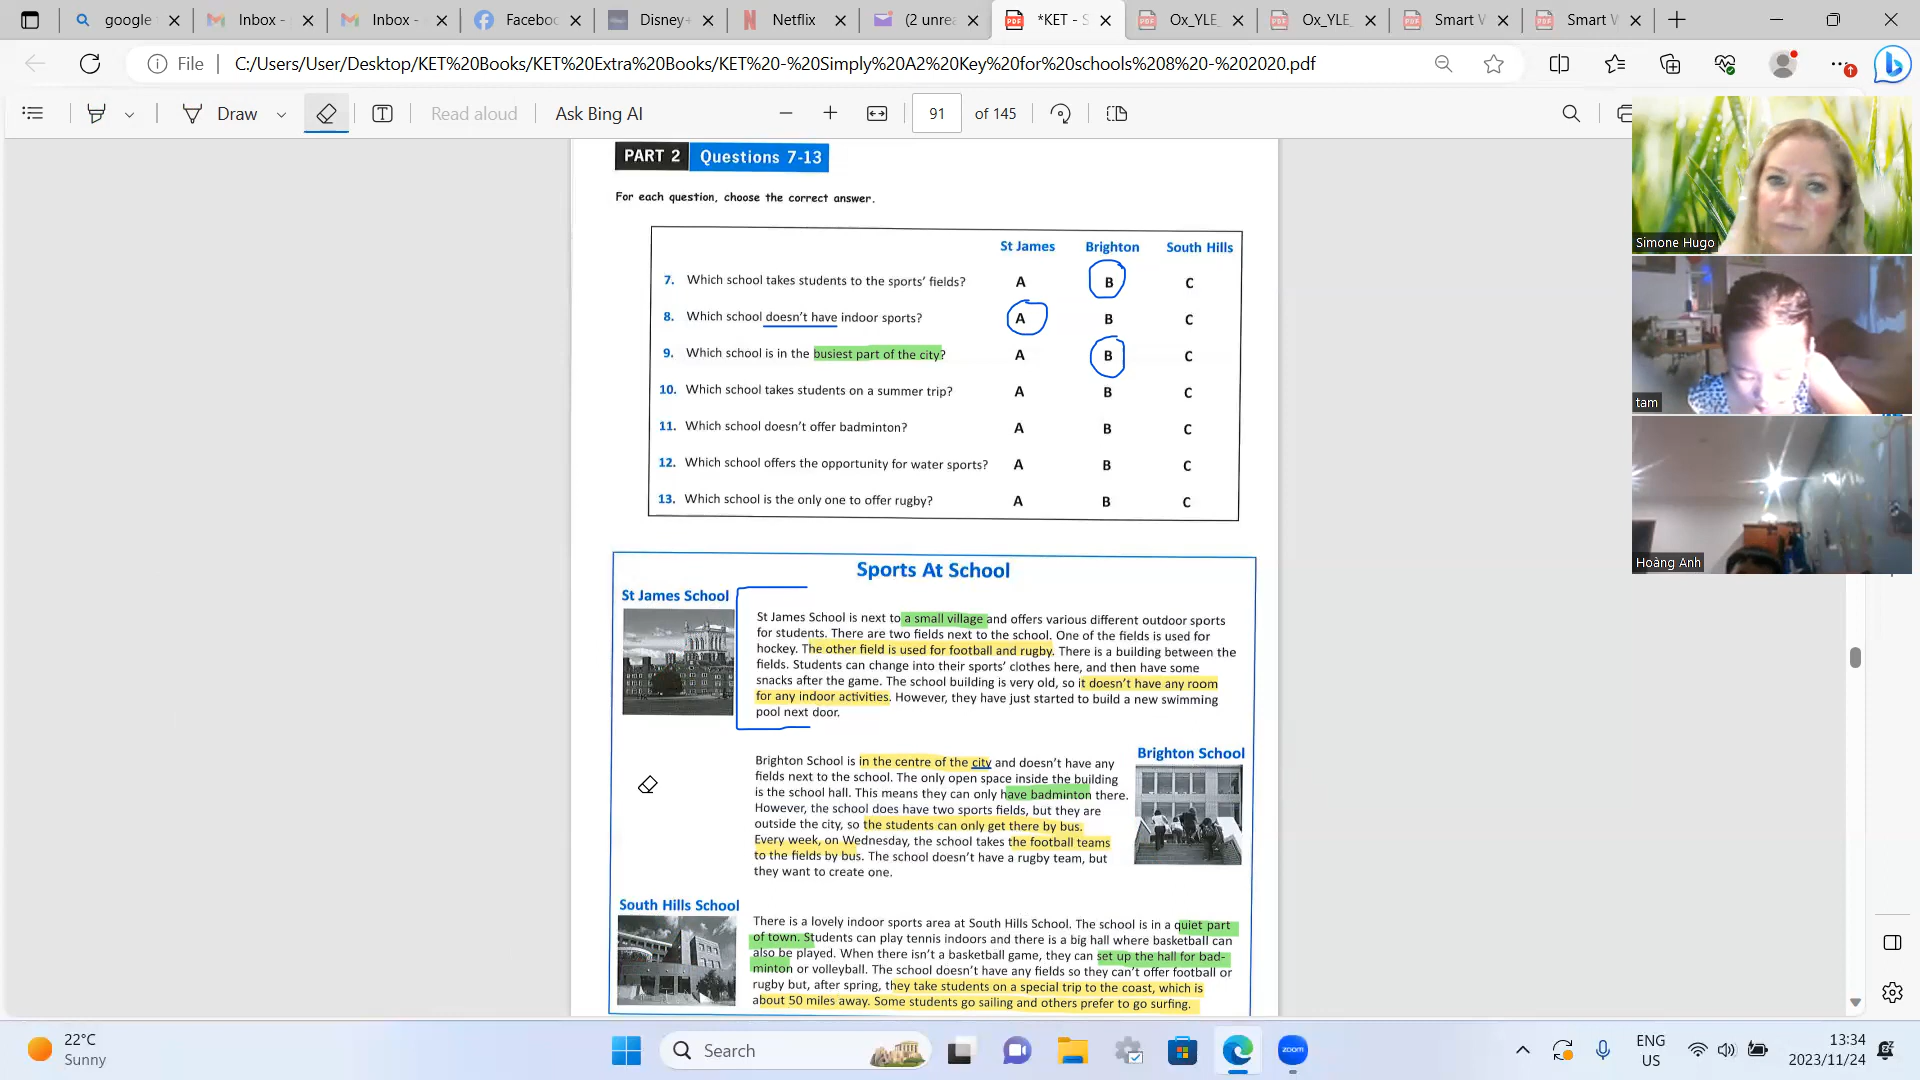 google
Inbox -
Inbox -
Faceboo
Disney+
Netflix
(2 unrea
*KET - S
Ox_YLE_
Ox_YLE_
Smart W
Smart W
File
C:/Users/User/Desktop/KET%20Books/KET%20Extra%20Books/KET%20-%20Simply%20A2%20Key%20for%20schools%208%20-%202020.pdf
Draw
Read aloud
Ask Bing AI
91
of 145
PART 2 Questions 7-13
For each question, choose the correct answer.
St James Brighton South Hills
7. Which school takes students to the sports' fields? A B C
8. Which school doesn't have indoor sports? A B C
9. Which school is in the busiest part of the city? A B C
10. Which school takes students on a summer trip? A B C
11. Which school doesn't offer badminton? A B C
12. Which school offers the opportunity for water sports? A B C
13. Which school is the only one to offer rugby? A B C
Sports At School
St James School
St James School is next to a small village and offers various different outdoor sports
for students. There are two fields next to the school. One of the fields is used for
hockey. The other field is used for football and rugby. There is a building between the
fields. Students can change into their sports' clothes here, and then have some
snacks after the game. The school building is very old, so it doesn't have any room
for any indoor activities. However, they have just started to build a new swimming
pool next door.
Brighton School
Brighton School is in the centre of the city and doesn't have any
fields next to the school. The only open space inside the building
is the school hall. This means they can only have badminton there.
However, the school does have two sports fields, but they are
outside the city, so the students can only get there by bus.
Every week, on Wednesday, the school takes the football teams
to the fields by bus. The school doesn't have a rugby team, but
they want to create one.
South Hills School
There is a lovely indoor sports area at South Hills School. The school is in a quiet part
of town. Students can play tennis indoors and there is a big hall where basketball can
also be played. When there isn't a basketball game, they can set up the hall for bad-
minton or volleyball. The school doesn't have any fields so they can't offer football or
rugby but, after spring, they take students on a special trip to the coast, which is
about 50 miles away. Some students go sailing and others prefer to go surfing.
Simone Hugo
tam
Hoàng Anh
22°C
Sunny
Search
zoom
ENG
US
13:34
2023/11/24